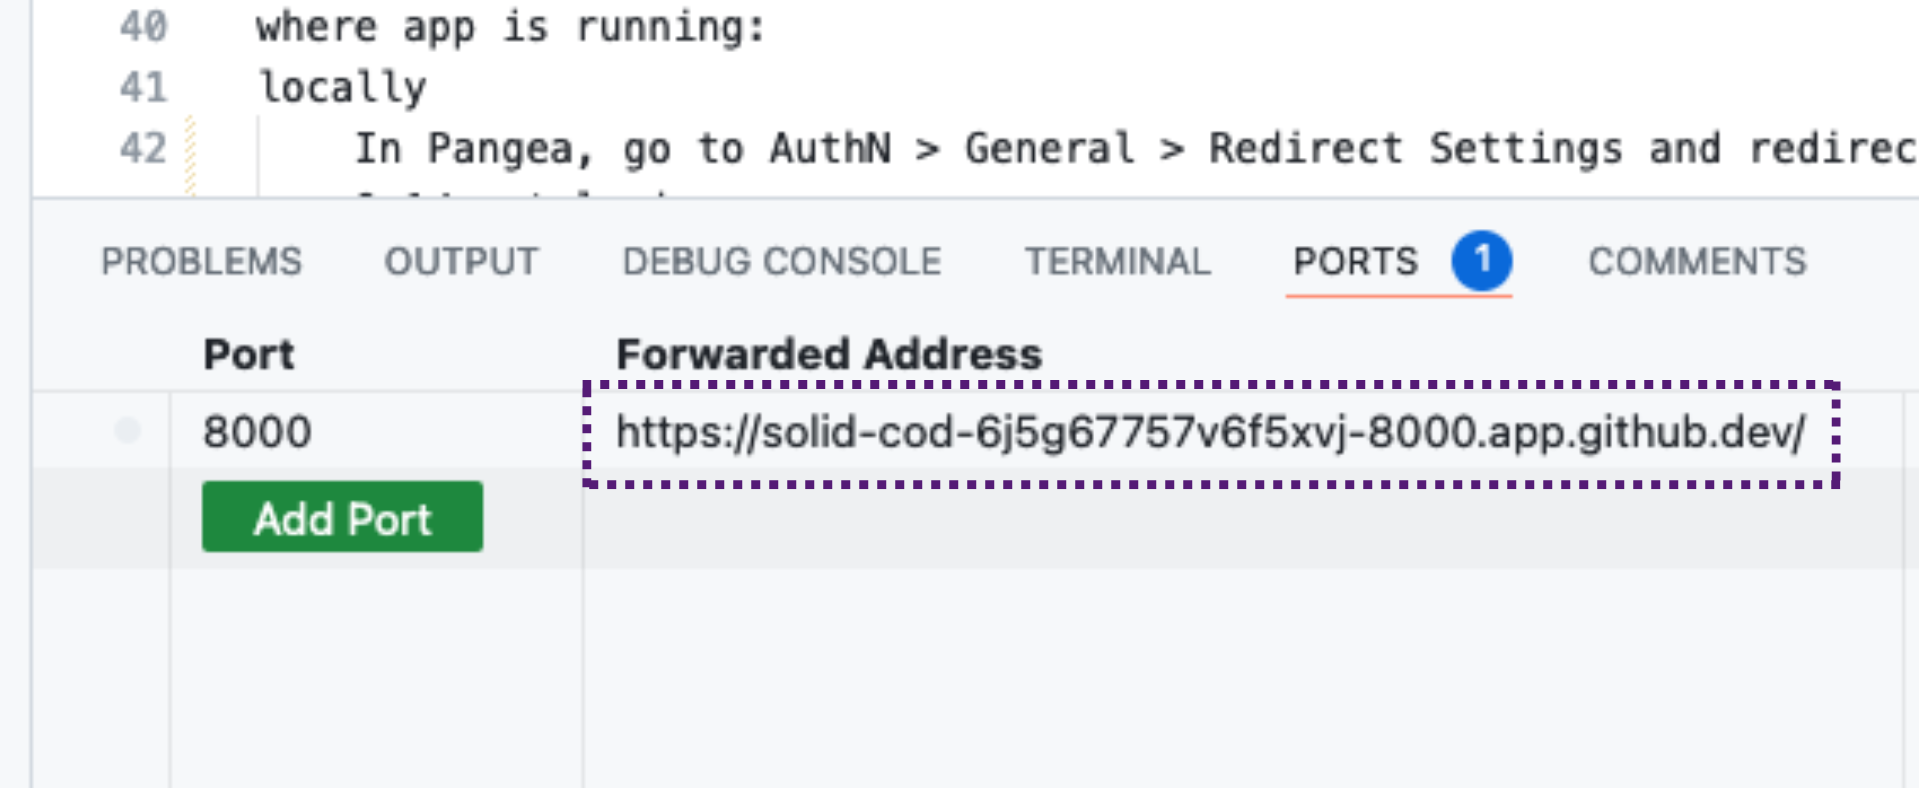 40 where app is running:
41 locally
42 In Pangea, go to AuthN > General > Redirect Settings and redirec
PROBLEMS OUTPUT DEBUG CONSOLE TERMINAL PORTS 1 COMMENTS
Port Forwarded Address
8000 https://solid-cod-6j5g67757v6f5xvj-8000.app.github.dev/
Add Port